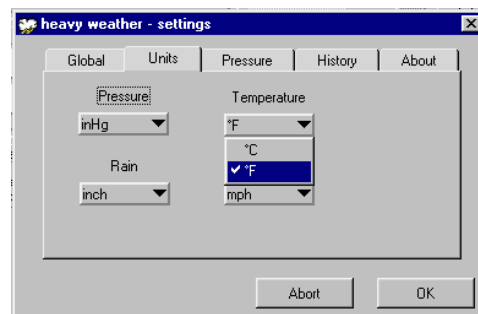 heavy weather - settings
Global Units Pressure History About
Pressure Temperature
inHg °F
°C
Rain °F
inch mph
Abort OK